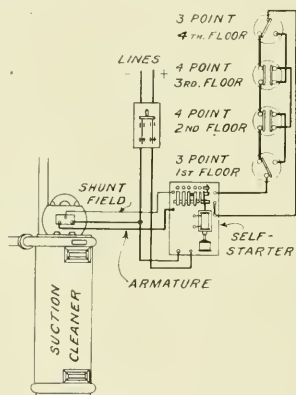 3 POINT
4TH. FLOOR
LINES
- +
4 POINT
3RD. FLOOR
4 POINT
2ND FLOOR
3 POINT
1ST FLOOR
SHUNT
FIELD
SELF-
STARTER
ARMATURE
SUCTION
CLEANER